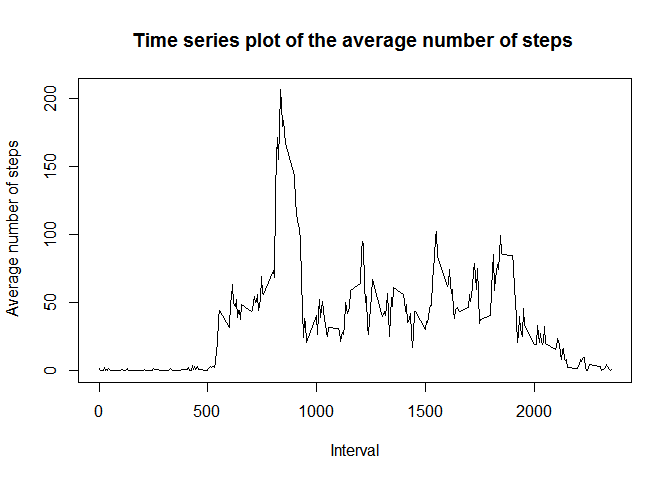 Time series plot of the average number of steps
Average number of steps
200
150
100
50
0
0 500 1000 1500 2000
Interval